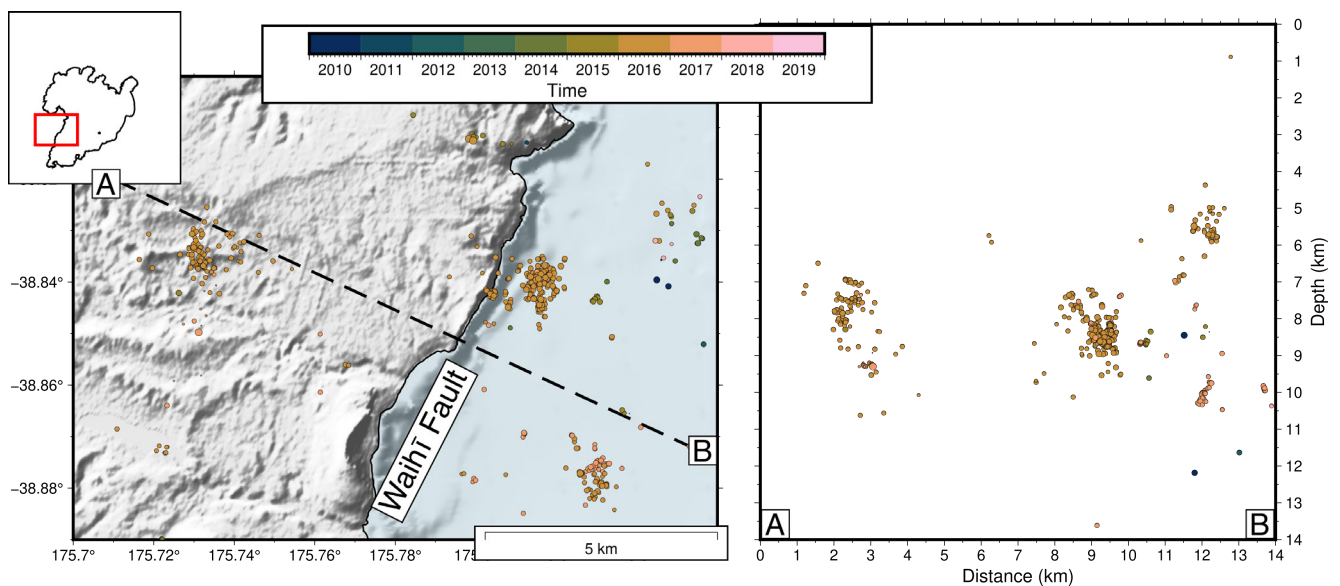 2010 2011 2012 2013 2014 2015 2016 2017 2018 2019
Time
A
Waihī Fault
B
−38.84°
−38.86°
−38.88°
175.7°
175.72°
175.74°
175.76°
175.78°
5 km
0
1
2
3
4
5
6
7
8
9
10
11
12
13
14
Depth (km)
A
B
0 1 2 3 4 5 6 7 8 9 10 11 12 13 14
Distance (km)